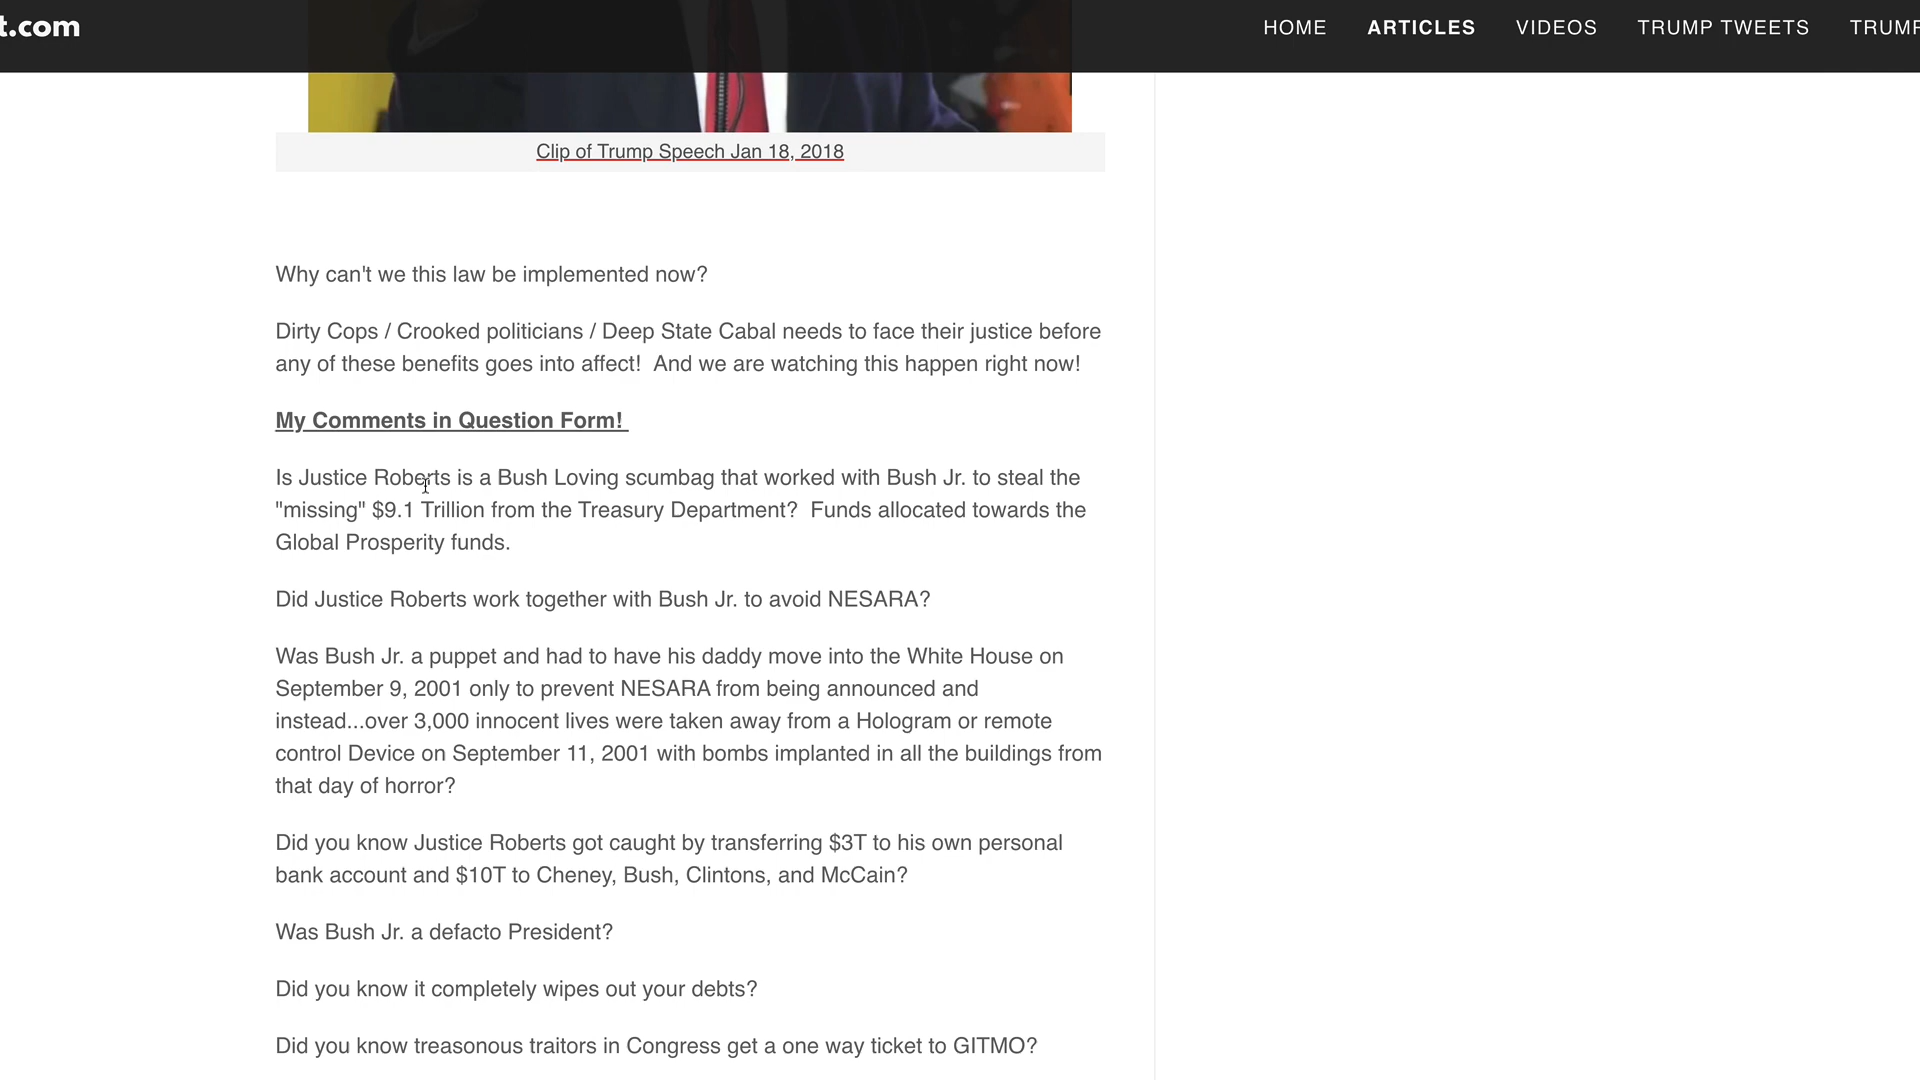 t.com
HOME ARTICLES VIDEOS TRUMP TWEETS TRUMP
Clip of Trump Speech Jan 18, 2018
Why can't we this law be implemented now?
Dirty Cops / Crooked politicians / Deep State Cabal needs to face their justice before
any of these benefits goes into affect!  And we are watching this happen right now!
My Comments in Question Form!
Is Justice Roberts is a Bush Loving scumbag that worked with Bush Jr. to steal the
"missing" $9.1 Trillion from the Treasury Department?  Funds allocated towards the
Global Prosperity funds.
Did Justice Roberts work together with Bush Jr. to avoid NESARA?
Was Bush Jr. a puppet and had to have his daddy move into the White House on
September 9, 2001 only to prevent NESARA from being announced and
instead...over 3,000 innocent lives were taken away from a Hologram or remote
control Device on September 11, 2001 with bombs implanted in all the buildings from
that day of horror?
Did you know Justice Roberts got caught by transferring $3T to his own personal
bank account and $10T to Cheney, Bush, Clintons, and McCain?
Was Bush Jr. a defacto President?
Did you know it completely wipes out your debts?
Did you know treasonous traitors in Congress get a one way ticket to GITMO?